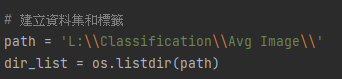 # 建立資料集和標籤
path = 'L:\\Classification\\Avg Image\\'
dir_list = os.listdir(path)